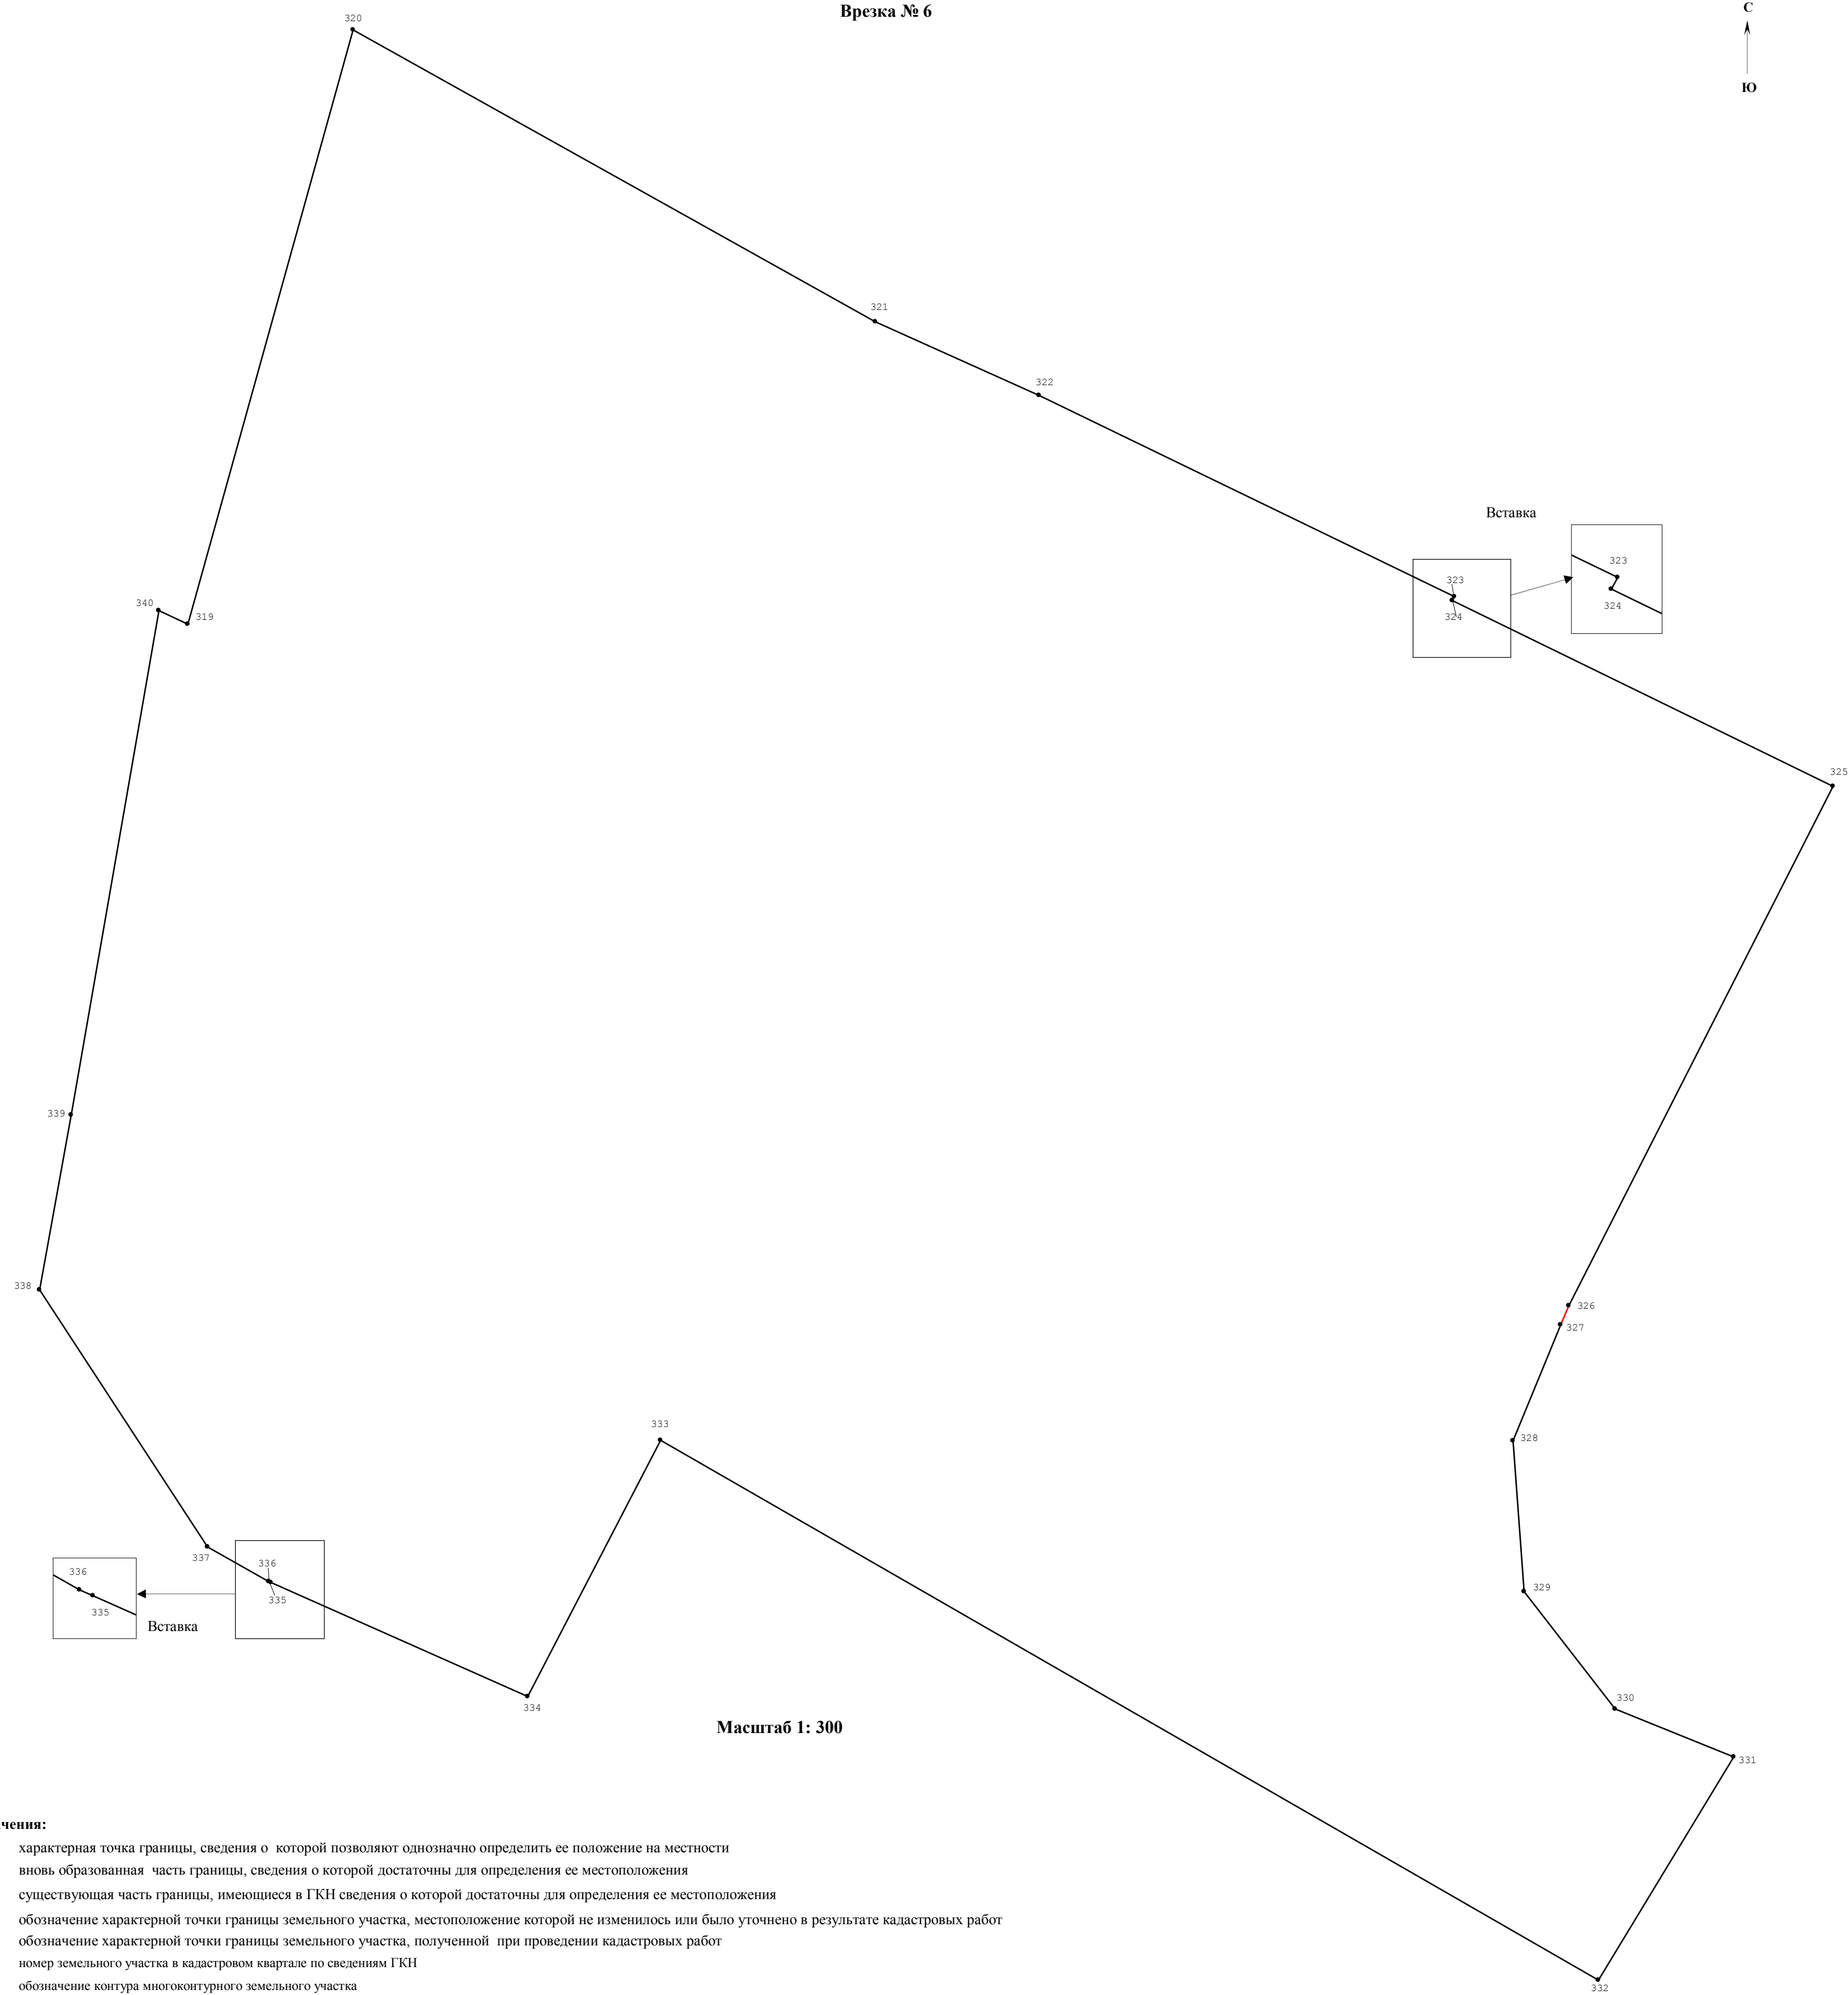 Врезка № 6
С
320
Ю
321
322
Вставка
323
323
324
324
340
319
325
339
338
326
327
333
328
337
336
336
335
335
329
Вставка
334
330
Масштаб 1: 300
331
чения:
характерная точка границы, сведения о которой позволяют однозначно определить ее положение на местности
вновь образованная часть границы, сведения о которой достаточны для определения ее местоположения
существующая часть границы, имеющиеся в ГКН сведения о которой достаточны для определения ее местоположения
обозначение характерной точки границы земельного участка, местоположение которой не изменилось или было уточнено в результате кадастровых работ
обозначение характерной точки границы земельного участка, полученной при проведении кадастровых работ
номер земельного участка в кадастровом квартале по сведениям ГКН
обозначение контура многоконтурного земельного участка
332